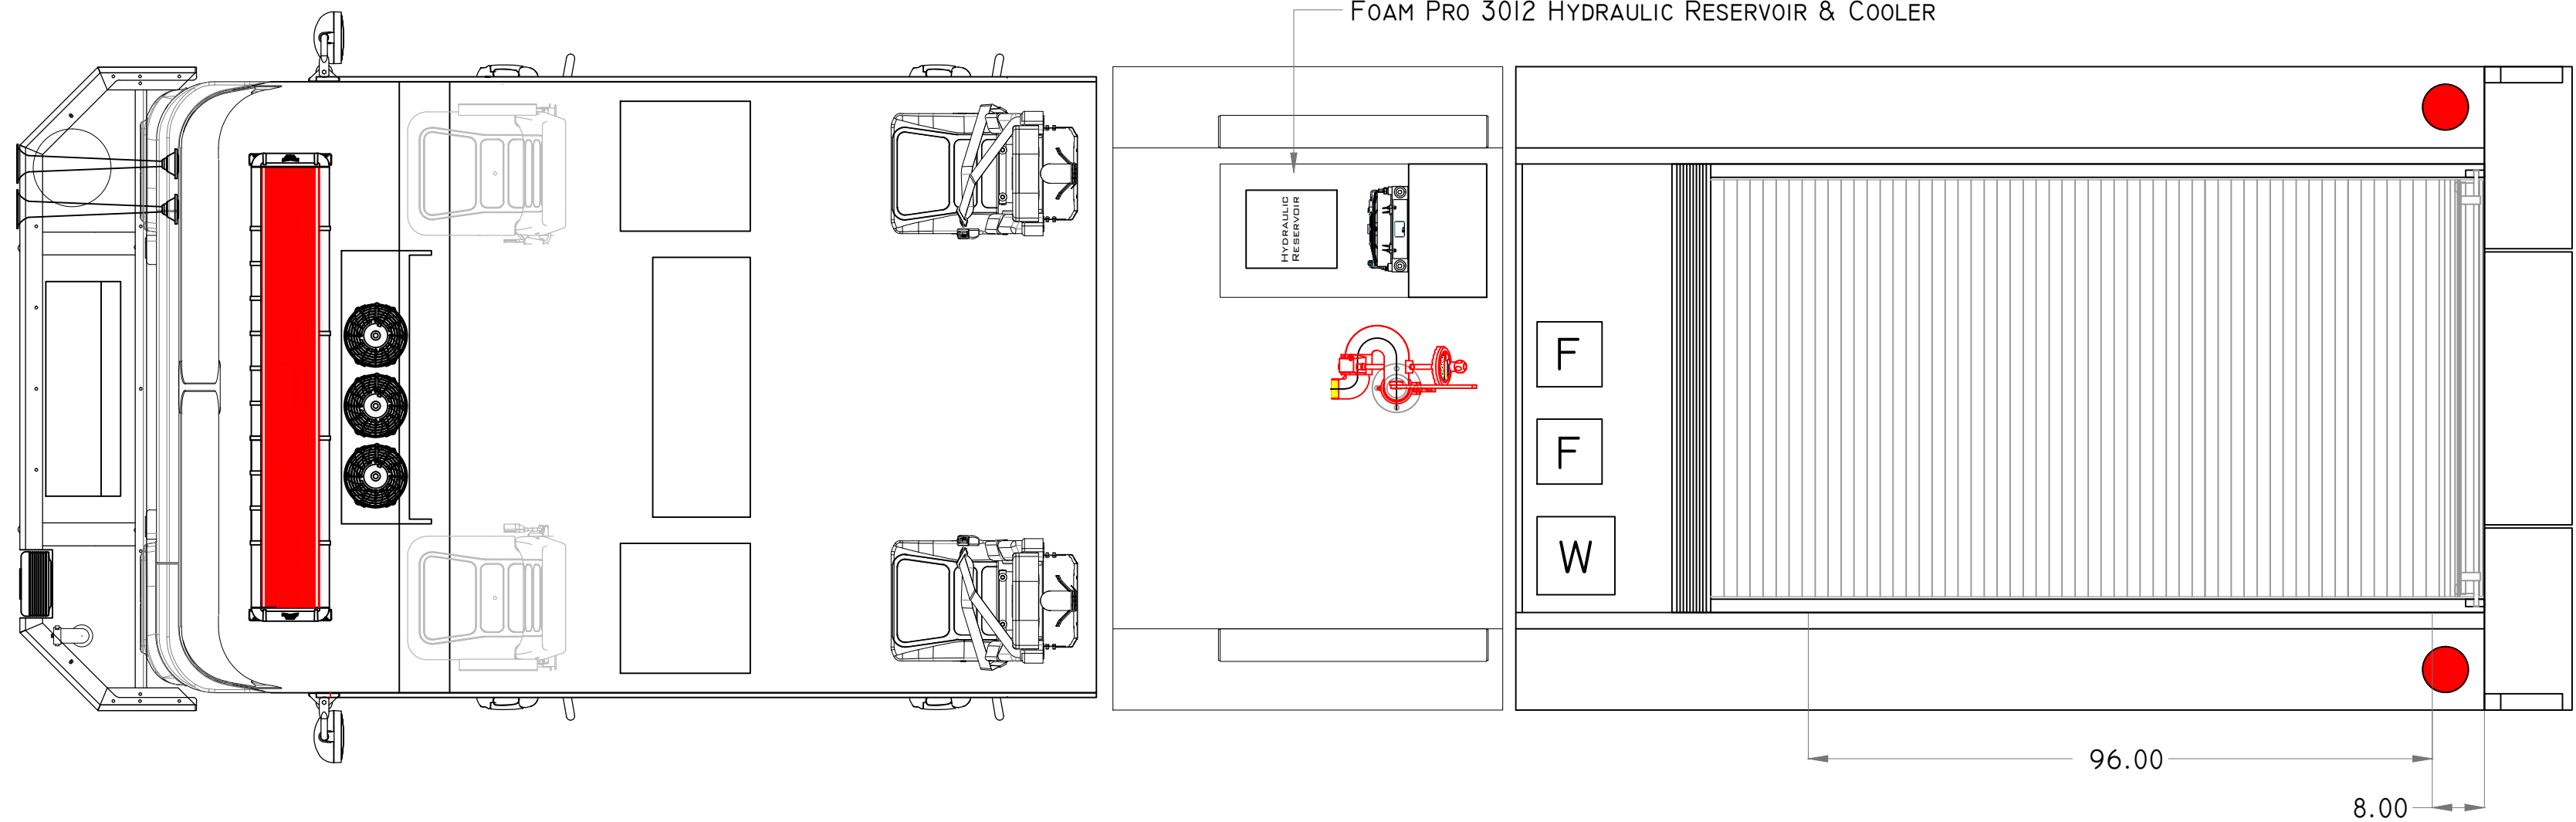 FOAM PRO 3012 HYDRAULIC RESERVOIR & COOLER
HYDRAULIC
RESERVOIR
F
F
W
96.00
8.00